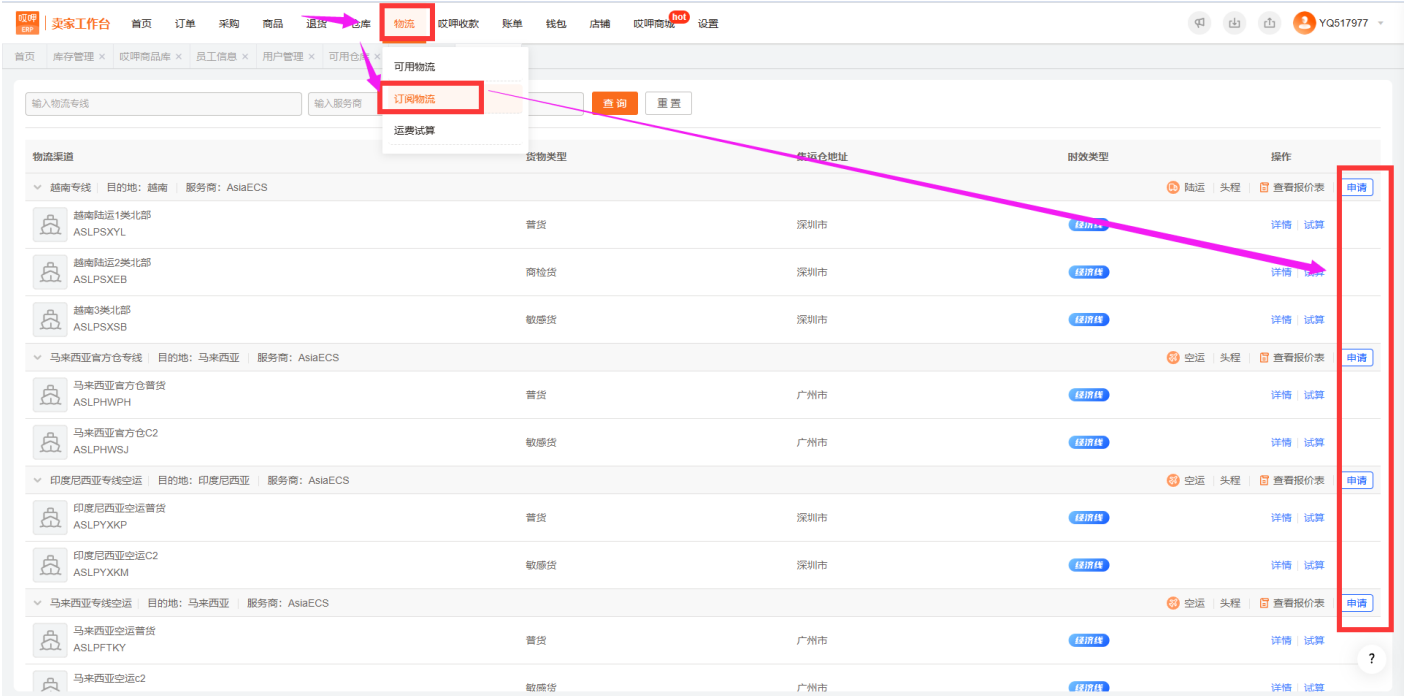 哎呷
ERP
卖家工作台 首页 订单 采购 商品 退货 仓库 物流 哎呷收款 账单 钱包 店铺 哎呷商城 hot 设置 YQ517977
首页 库存管理 × 哎呷商品库 × 员工信息 × 用户管理 × 可用仓库 ×
可用物流
订阅物流
运费试算
输入物流专线 输入服务商 查询 重置
物流渠道 货物类型 集运仓地址 时效类型 操作
越南专线 目的地：越南 服务商：AsiaECS 陆运 头程 查看报价表 申请
越南陆运1类北部
ASLPSXYL 普货 深圳市 经济线 详情 试算
越南陆运2类北部
ASLPSXEB 商检货 深圳市 经济线 详情 试算
越南3类北部
ASLPSXSB 敏感货 深圳市 经济线 详情 试算
马来西亚官方仓专线 目的地：马来西亚 服务商：AsiaECS 空运 头程 查看报价表 申请
马来西亚官方仓普货
ASLPHWPH 普货 广州市 经济线 详情 试算
马来西亚官方仓C2
ASLPHWSJ 敏感货 广州市 经济线 详情 试算
印度尼西亚专线空运 目的地：印度尼西亚 服务商：AsiaECS 空运 头程 查看报价表 申请
印度尼西亚空运普货
ASLPYXKP 普货 深圳市 经济线 详情 试算
印度尼西亚空运C2
ASLPYXKM 敏感货 深圳市 经济线 详情 试算
马来西亚专线空运 目的地：马来西亚 服务商：AsiaECS 空运 头程 查看报价表 申请
马来西亚空运普货
ASLPFTKY 普货 广州市 经济线 详情 试算
?
马来西亚空运c2
敏感货 广州市 经济线 详情 试算